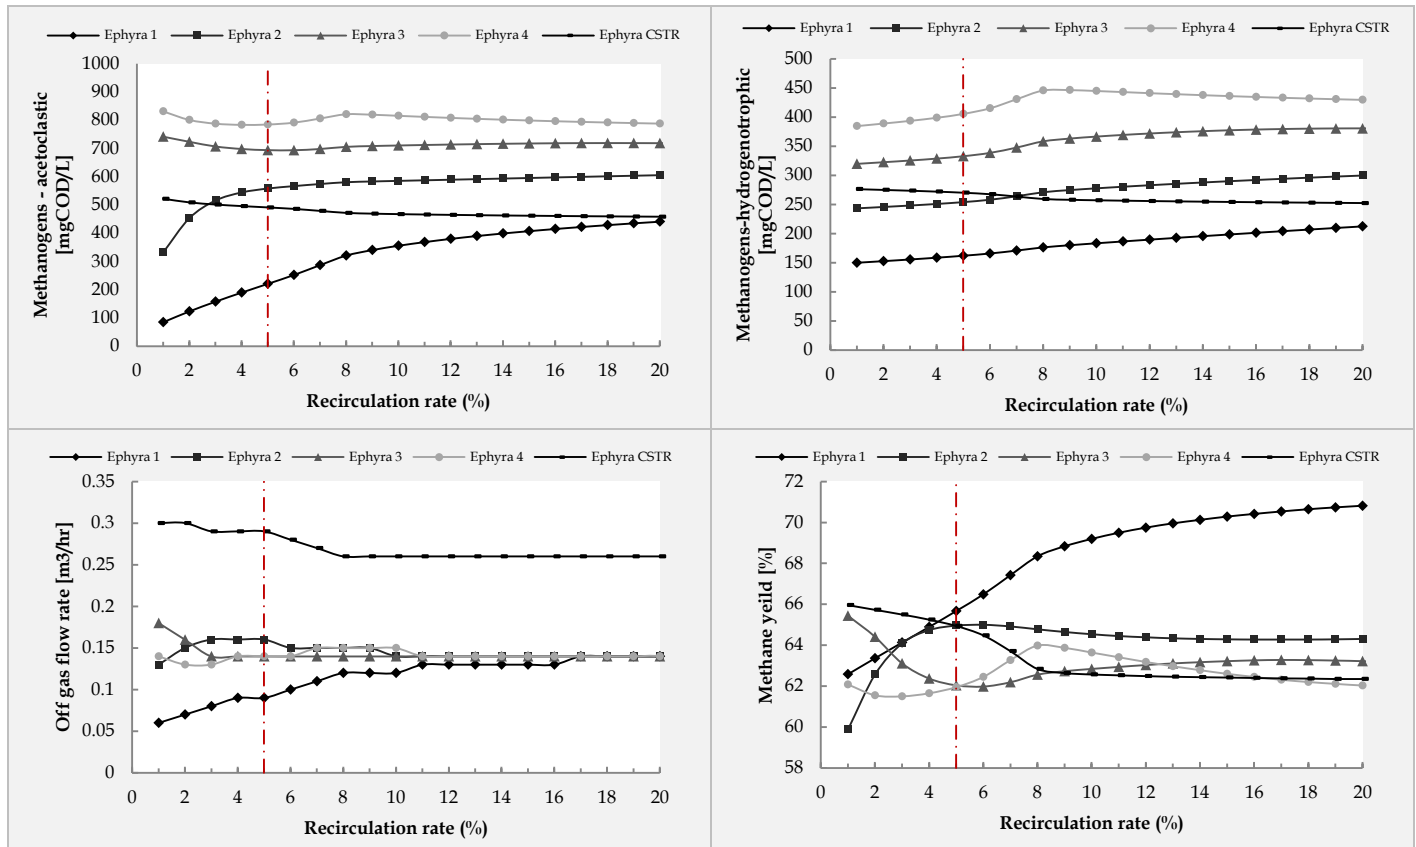 Ephyra 1 Ephyra 2 Ephyra 3 Ephyra 4 Ephyra CSTR
Methanogens - acetoclastic
[mgCOD/L]
1000
900
800
700
600
500
400
300
200
100
0
0 2 4 6 8 10 12 14 16 18 20
Recirculation rate (%)
Ephyra 1 Ephyra 2 Ephyra 3 Ephyra 4 Ephyra CSTR
Methanogens-hydrogenotrophic
[mgCOD/L]
500
450
400
350
300
250
200
150
100
50
0
0 2 4 6 8 10 12 14 16 18 20
Recirculation rate (%)
Ephyra 1 Ephyra 2 Ephyra 3 Ephyra 4 Ephyra CSTR
Off gas flow rate [m3/hr]
0.35
0.3
0.25
0.2
0.15
0.1
0.05
0
0 2 4 6 8 10 12 14 16 18 20
Recirculation rate (%)
Ephyra 1 Ephyra 2 Ephyra 3 Ephyra 4 Ephyra CSTR
Methane yeild [%]
72
70
66
64
62
60
58
0 2 4 6 8 10 12 14 16 18 20
Recirculation rate (%)